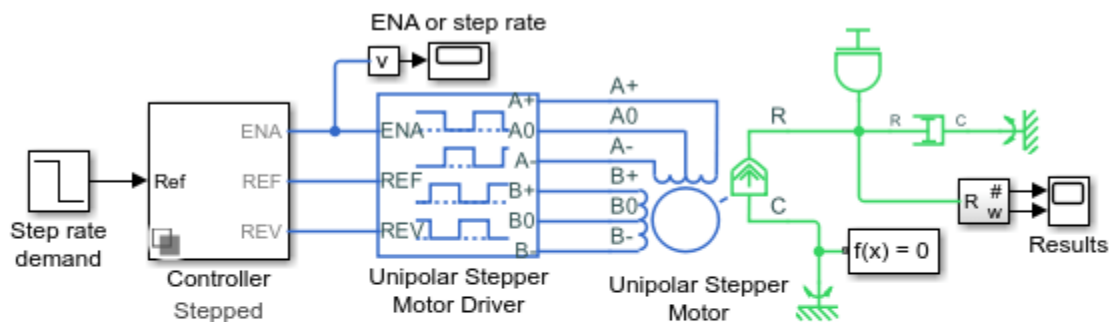 ENA or step rate
v
A+
A+
ENA
ENA
A0
A0
R
R
C
Ref
REF
REF
A-
A-
B+
B+
R
#
w
REV
REV
B0
B0
C
B-
B-
Step rate
demand
Results
f(x) = 0
Controller
Unipolar Stepper
Motor Driver
Unipolar Stepper
Motor
Stepped